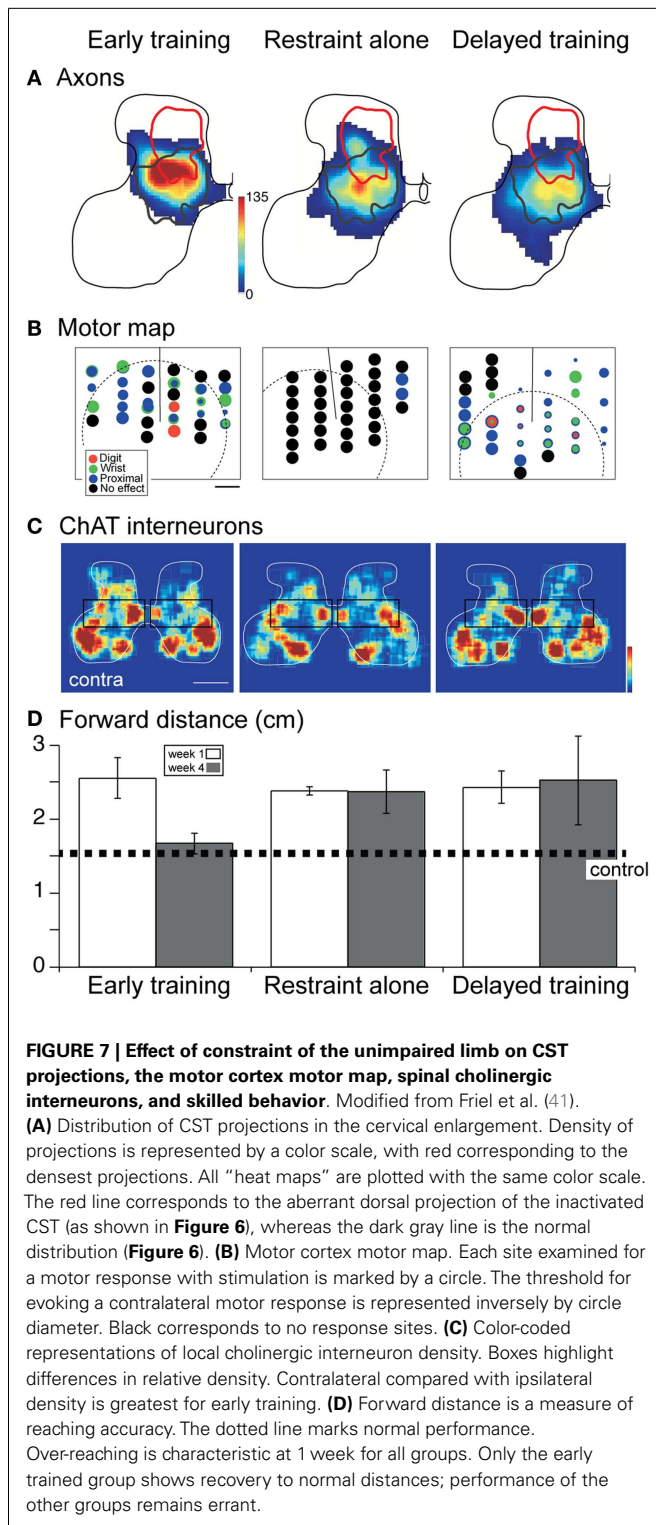 Early training Restraint alone Delayed training
A Axons
135
0
B Motor map
Digit
Wrist
Proximal
No effect
C ChAT interneurons
contra
D Forward distance (cm)
3
week 1
week 4
2
control
1
0
Early training Restraint alone Delayed training
FIGURE 7 | Effect of constraint of the unimpaired limb on CST
projections, the motor cortex motor map, spinal cholinergic
interneurons, and skilled behavior. Modified from Friel et al. (41).
(A) Distribution of CST projections in the cervical enlargement. Density of
projections is represented by a color scale, with red corresponding to the
densest projections. All “heat maps” are plotted with the same color scale.
The red line corresponds to the aberrant dorsal projection of the inactivated
CST (as shown in Figure 6), whereas the dark gray line is the normal
distribution (Figure 6). (B) Motor cortex motor map. Each site examined for
a motor response with stimulation is marked by a circle. The threshold for
evoking a contralateral motor response is represented inversely by circle
diameter. Black corresponds to no response sites. (C) Color-coded
representations of local cholinergic interneuron density. Boxes highlight
differences in relative density. Contralateral compared with ipsilateral
density is greatest for early training. (D) Forward distance is a measure of
reaching accuracy. The dotted line marks normal performance.
Over-reaching is characteristic at 1 week for all groups. Only the early
trained group shows recovery to normal distances; performance of the
other groups remains errant.